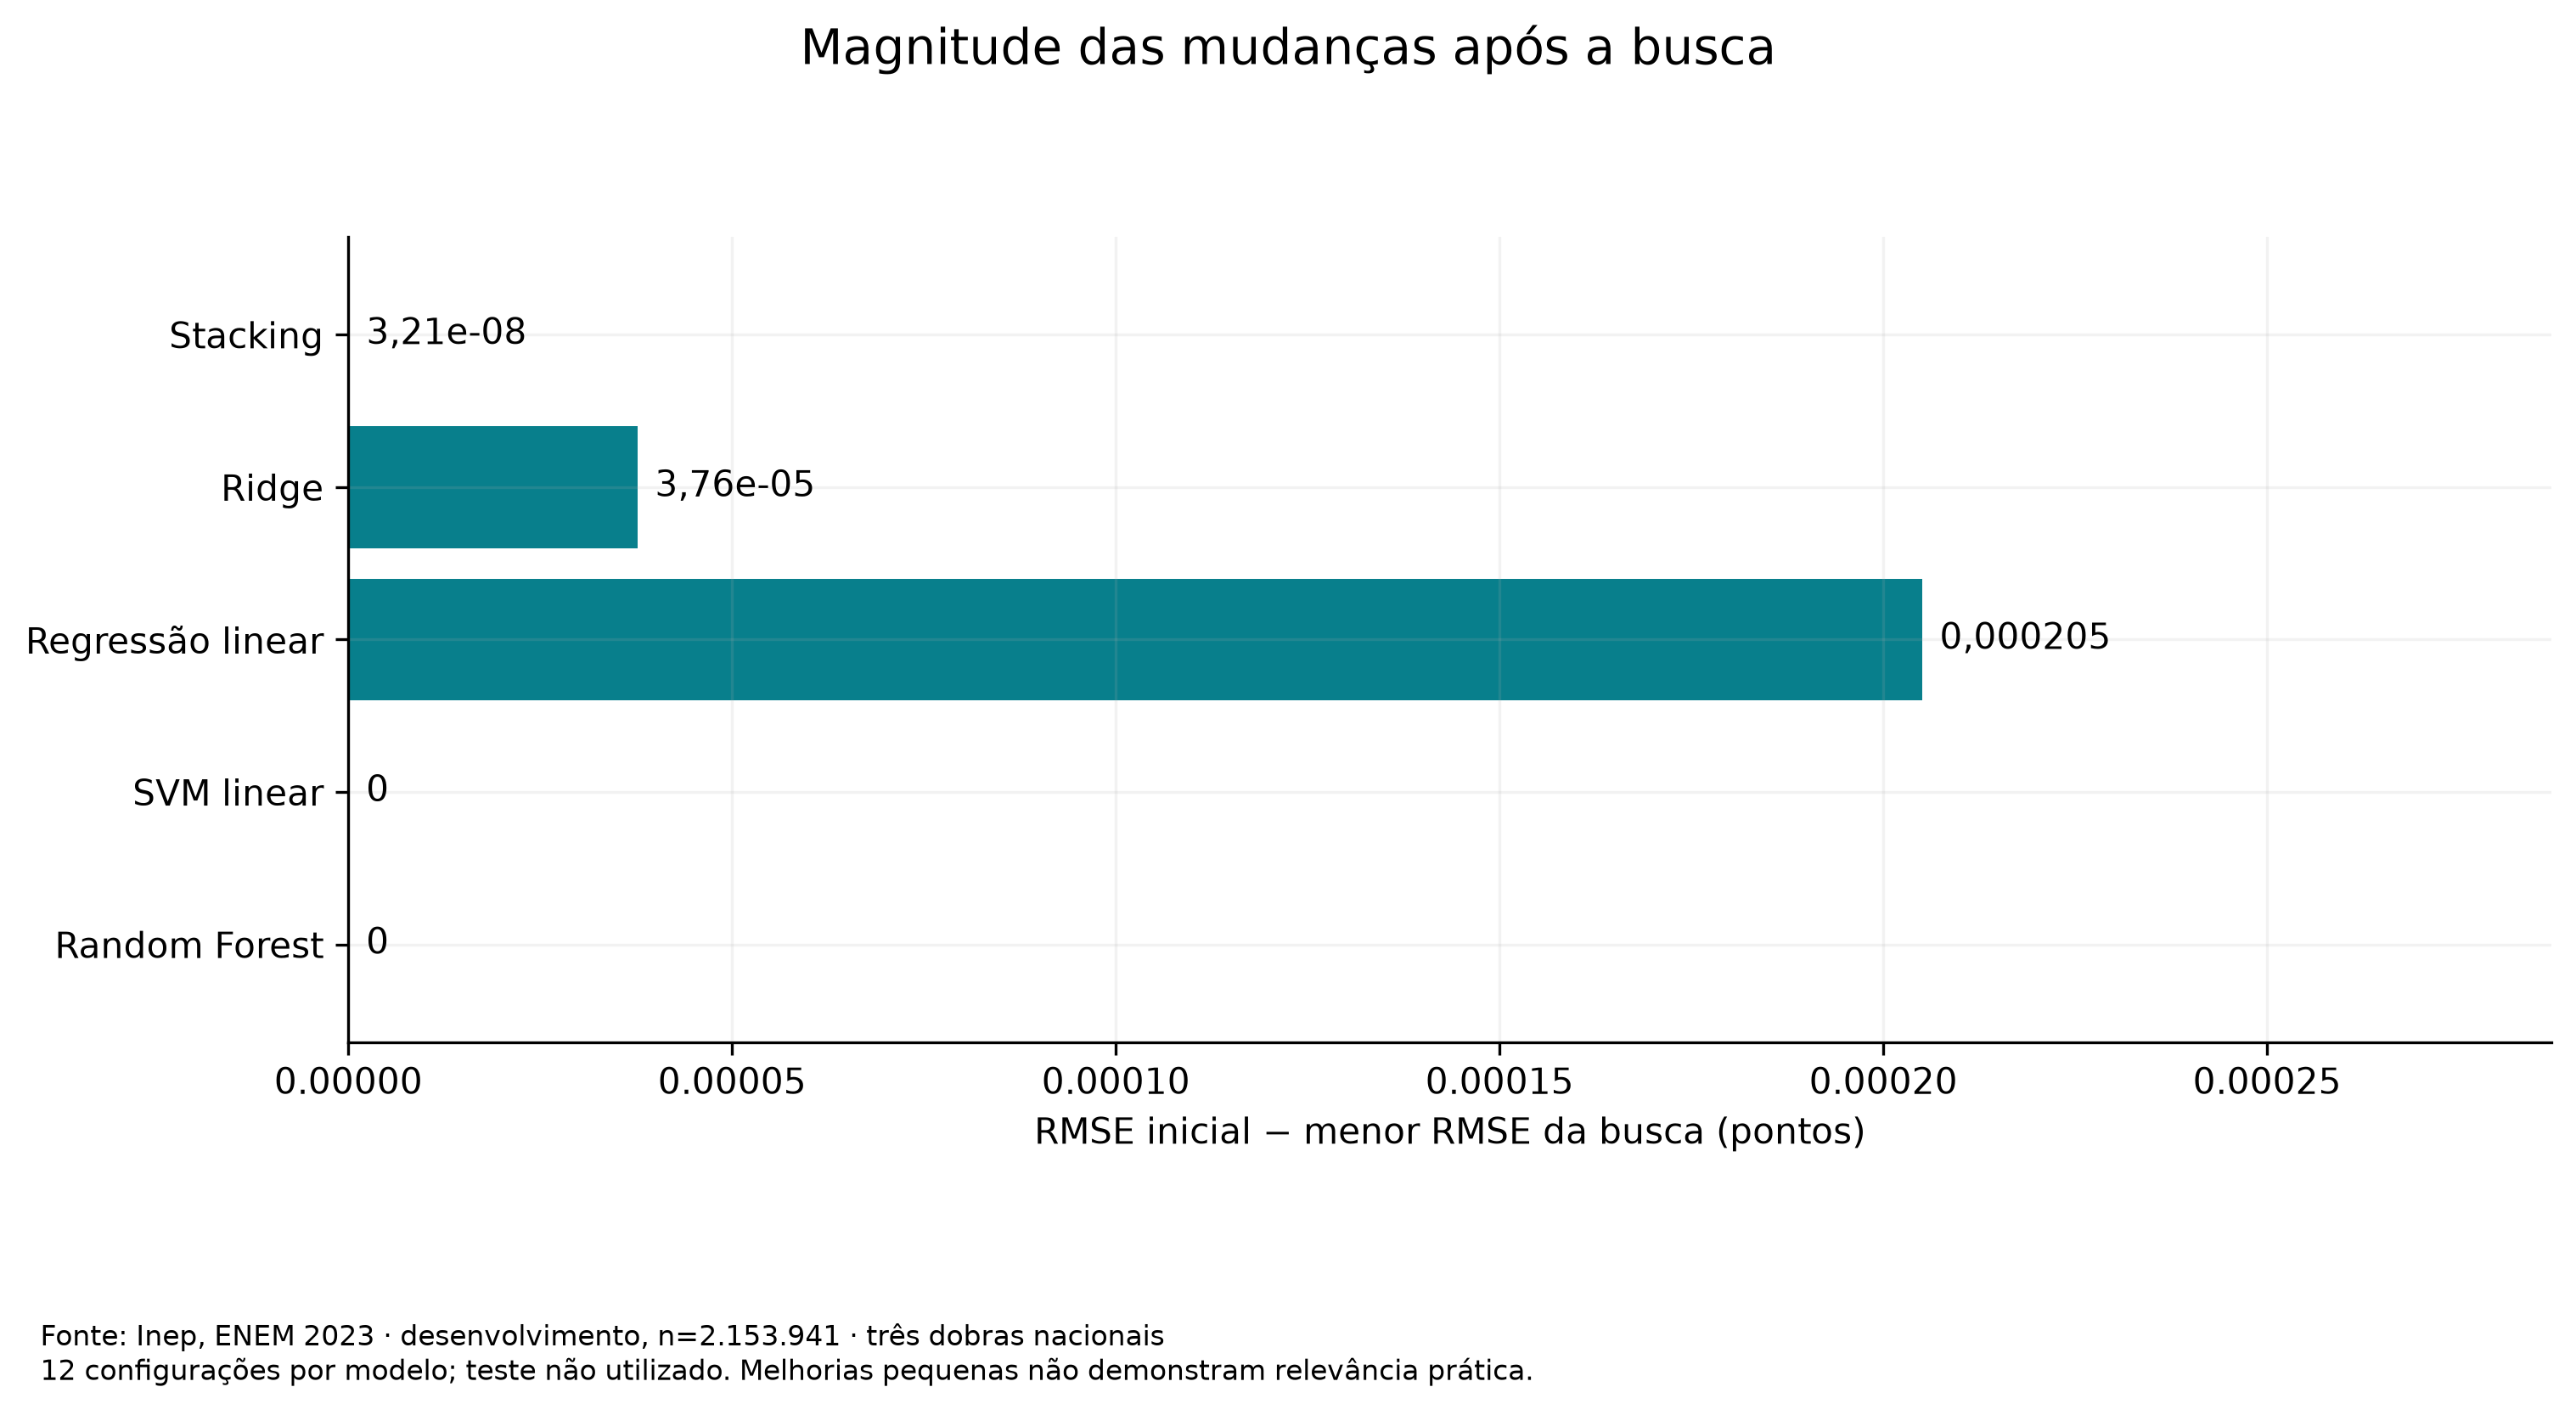 Magnitude das mudanças após a busca
Stacking
3,21e-08
Ridge
3,76e-05
Regressão linear
0,000205
SVM linear
0
Random Forest
0
0.00000
0.00005
0.00010
0.00015
0.00020
0.00025
RMSE inicial − menor RMSE da busca (pontos)
Fonte: Inep, ENEM 2023 · desenvolvimento, n=2.153.941 · três dobras nacionais
12 configurações por modelo; teste não utilizado. Melhorias pequenas não demonstram relevância prática.